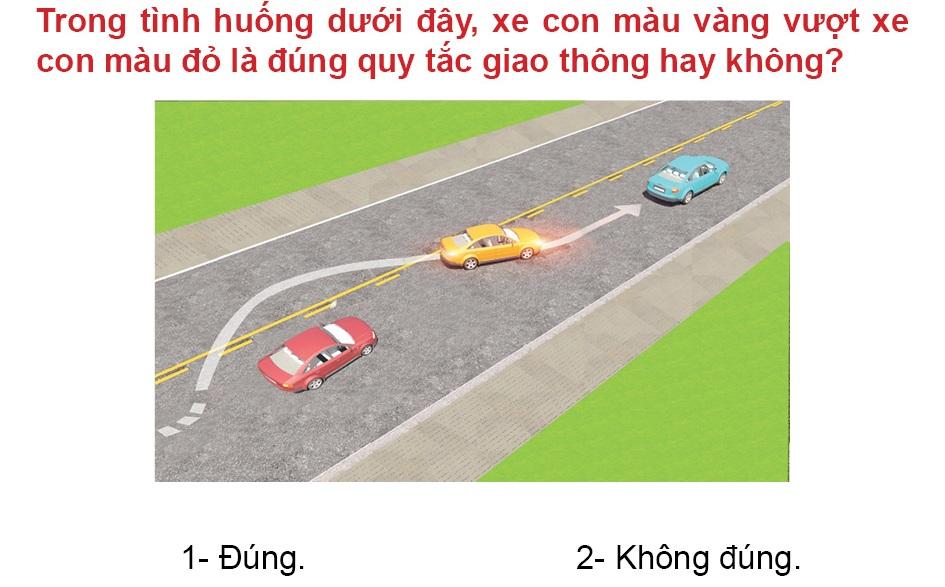 Trong tình huống dưới đây, xe con màu vàng vượt xe
con màu đỏ là đúng quy tắc giao thông hay không?
1- Đúng.
2- Không đúng.